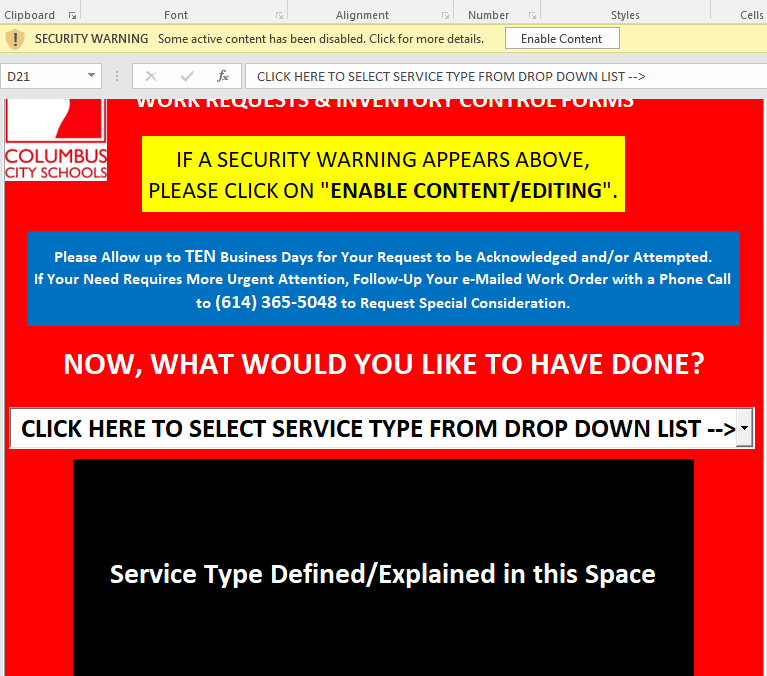 Clipboard Font Alignment Number Styles Cells
SECURITY WARNING Some active content has been disabled. Click for more details. Enable Content
D21 fx CLICK HERE TO SELECT SERVICE TYPE FROM DROP DOWN LIST -->
WORK REQUESTS & INVENTORY CONTROL FORMS
COLUMBUS
CITY SCHOOLS
IF A SECURITY WARNING APPEARS ABOVE,
PLEASE CLICK ON "ENABLE CONTENT/EDITING".
Please Allow up to TEN Business Days for Your Request to be Acknowledged and/or Attempted.
If Your Need Requires More Urgent Attention, Follow-Up Your e-Mailed Work Order with a Phone Call
to (614) 365-5048 to Request Special Consideration.
NOW, WHAT WOULD YOU LIKE TO HAVE DONE?
CLICK HERE TO SELECT SERVICE TYPE FROM DROP DOWN LIST -->
Service Type Defined/Explained in this Space